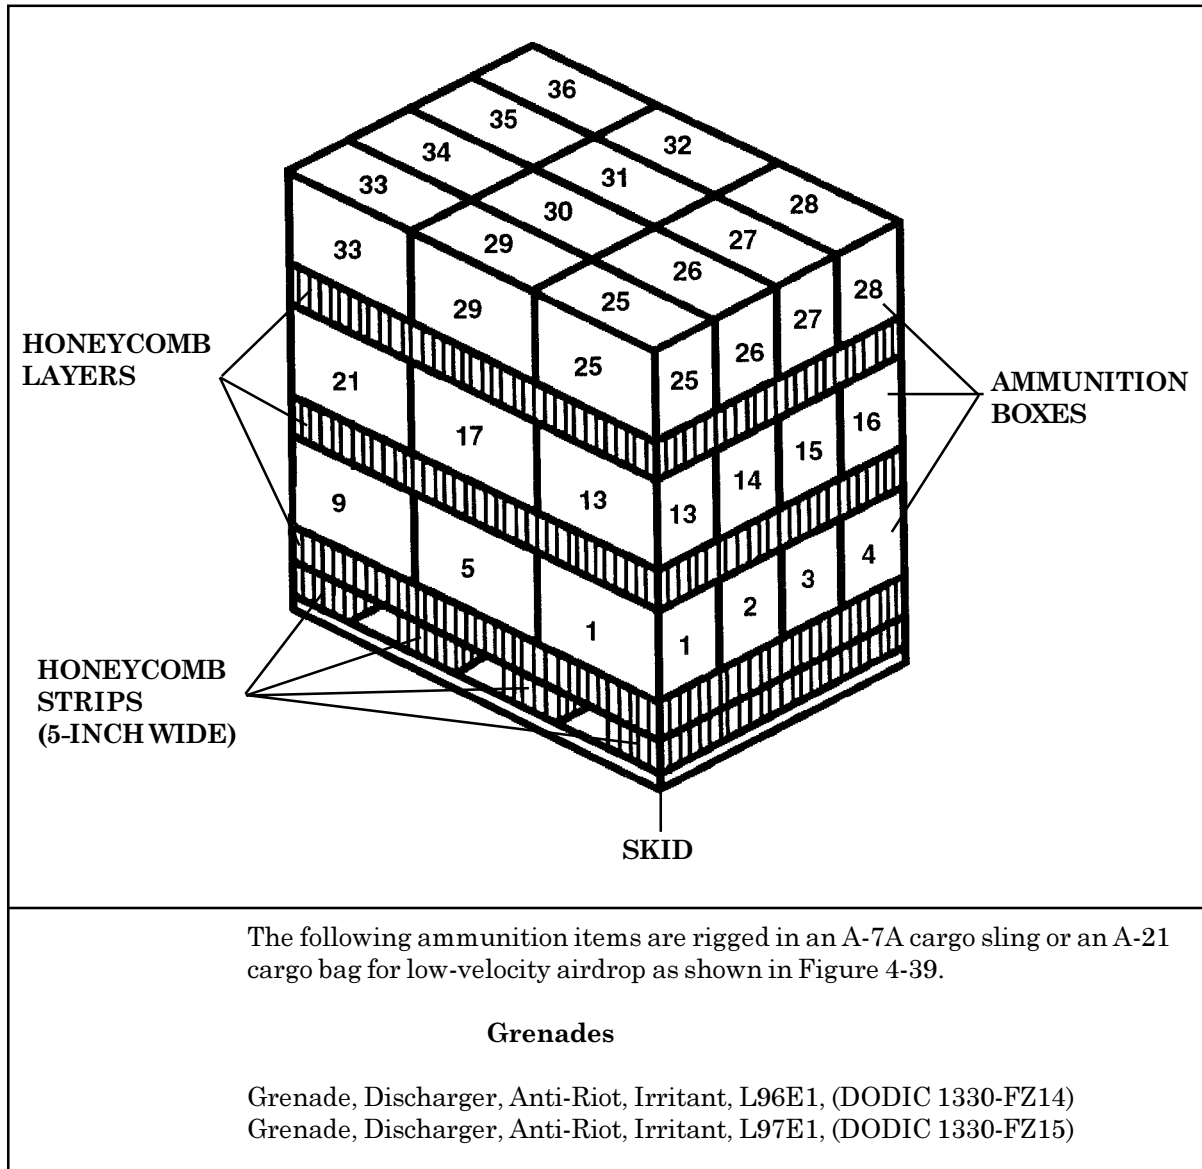 36
35
32
34
31
28
33
30
27
29
26
25
33
29
25
25
26
27
28
HONEYCOMB
LAYERS
21
17
13
13
14
15
16
AMMUNITION
BOXES
9
5
1
1
2
3
4
HONEYCOMB
STRIPS
(5-INCH WIDE)
SKID
The following ammunition items are rigged in an A-7A cargo sling or an A-21
cargo bag for low-velocity airdrop as shown in Figure 4-39.
Grenades
Grenade, Discharger, Anti-Riot, Irritant, L96E1, (DODIC 1330-FZ14)
Grenade, Discharger, Anti-Riot, Irritant, L97E1, (DODIC 1330-FZ15)